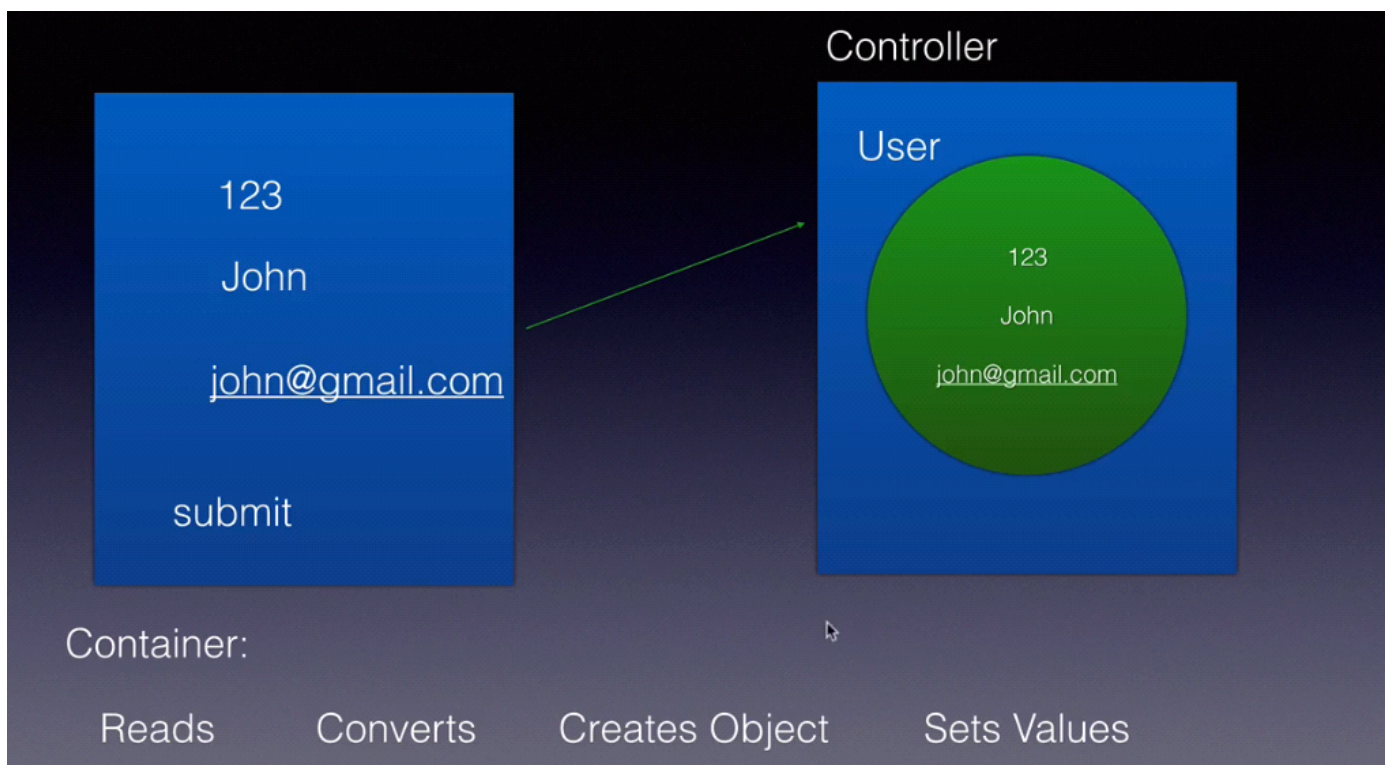 Controller
123
John
john@gmail.com
submit
User
123
John
john@gmail.com
Container:
Reads Converts Creates Object Sets Values